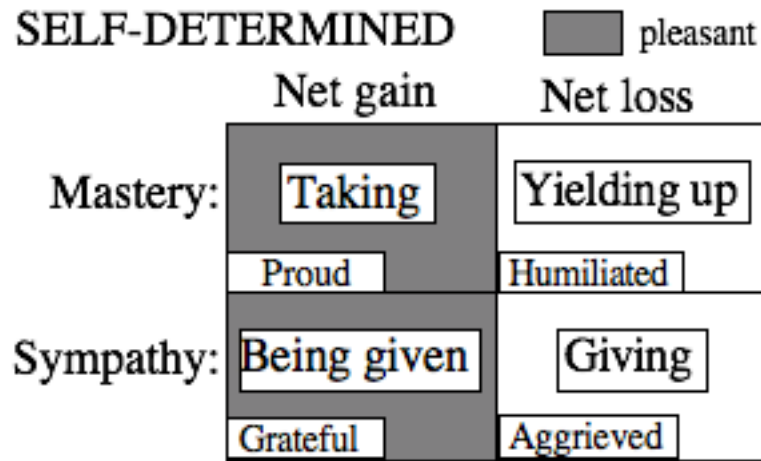 SELF-DETERMINED pleasant
Net gain Net loss
Mastery: Taking Yielding up
Proud Humiliated
Sympathy: Being given Giving
Grateful Aggrieved